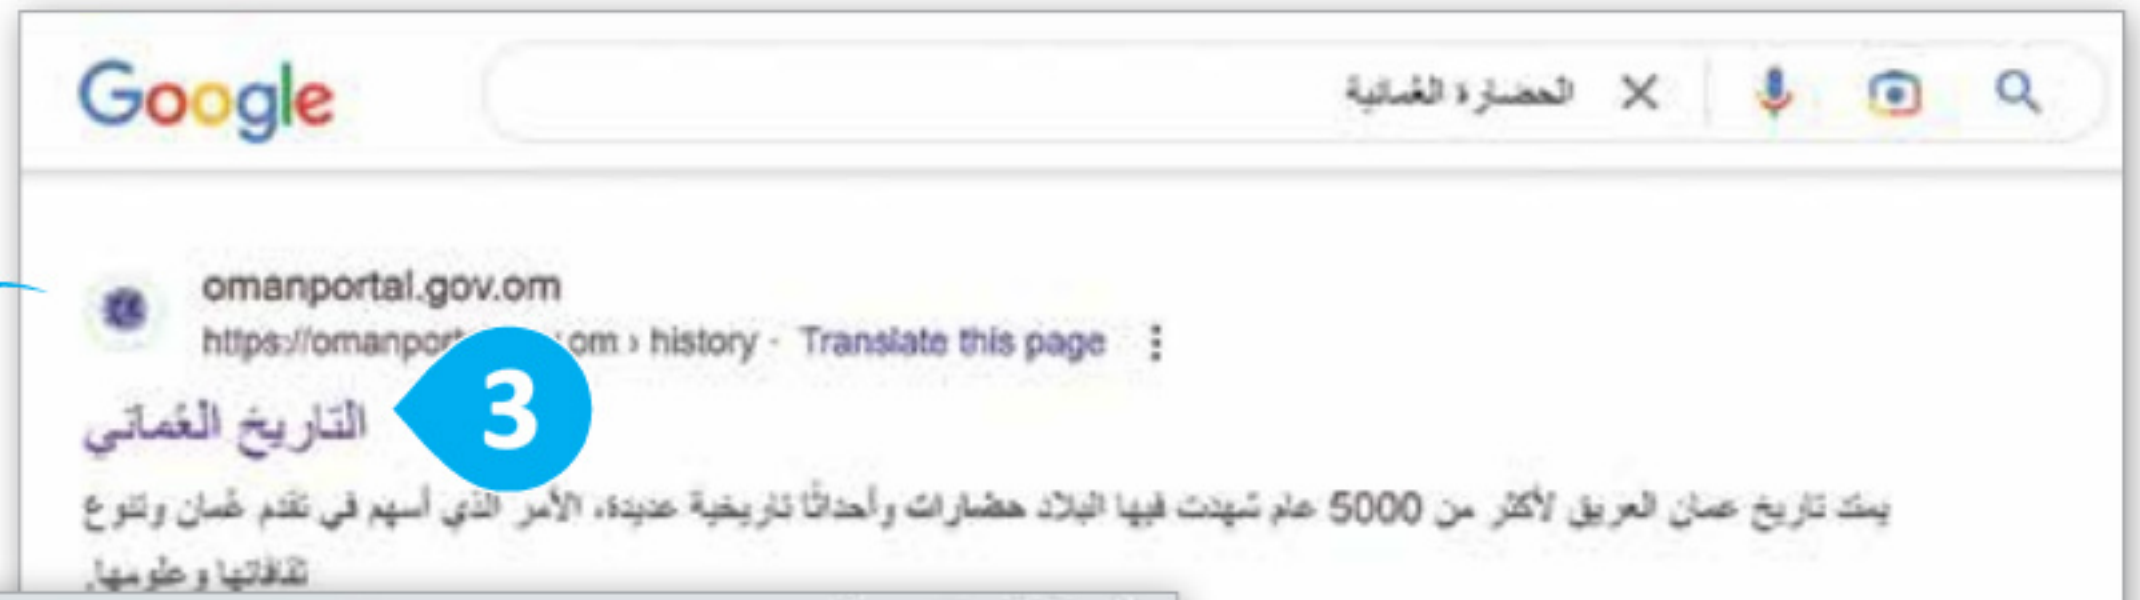 Google
الحضارة العُمانية
omanportal.gov.om
https://omanport om › history · Translate this page
التاريخ العُماني
3
يمتد تاريخ عمان العريق لأكثر من 5000 عام شهدت فيها البلاد حضارات وأحداثًا تاريخية عديدة، الأمر الذي أسهم في تقدم عُمان وتنوع
ثقافاتها وعلومها.